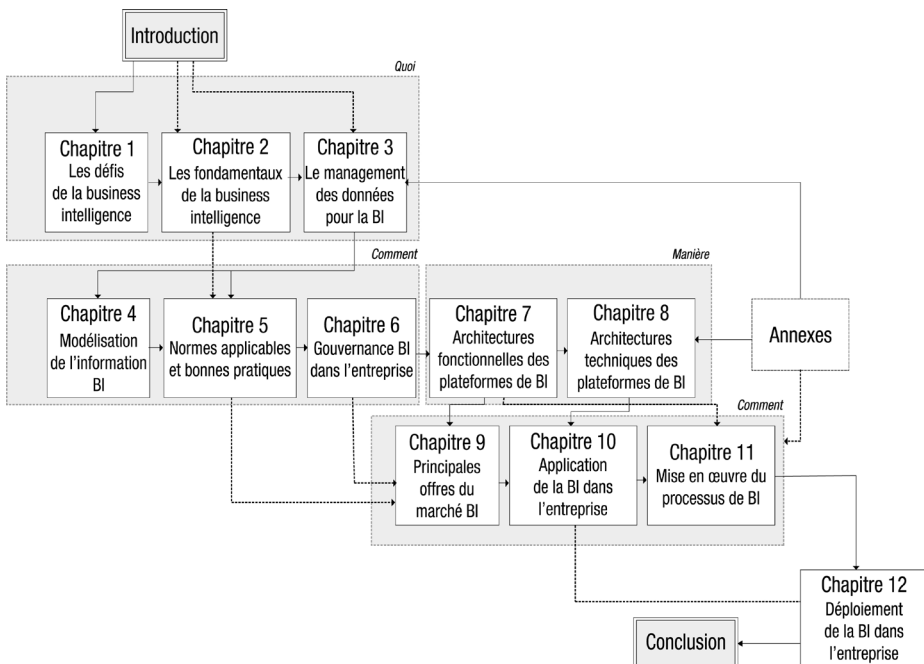 Introduction
Quoi
Chapitre 1
Les défis
de la business
intelligence
Chapitre 2
Les fondamentaux
de la business
intelligence
Chapitre 3
Le management
des données
pour la BI
Comment
Chapitre 4
Modélisation
de l'information
BI
Chapitre 5
Normes applicables
et bonnes pratiques
Chapitre 6
Gouvernance BI
dans l'entreprise
Manière
Chapitre 7
Architectures
fonctionnelles des
plateformes de BI
Chapitre 8
Architectures
techniques des
plateformes de BI
Annexes
Comment
Chapitre 9
Principales
offres du
marché BI
Chapitre 10
Application
de la BI dans
l'entreprise
Chapitre 11
Mise en œuvre du
processus de BI
Chapitre 12
Déploiement
de la BI dans
l'entreprise
Conclusion